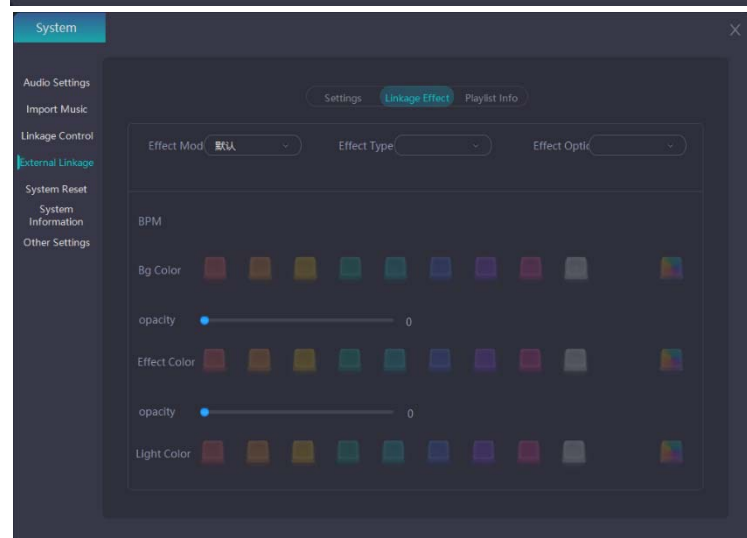 System
X
Audio Settings
Import Music
Linkage Control
External Linkage
System Reset
System
Information
Other Settings
Settings Linkage Effect Playlist Info
Effect Mod 默认 Effect Type Effect Optic
BPM
Bg Color
opacity 0
Effect Color
opacity 0
Light Color